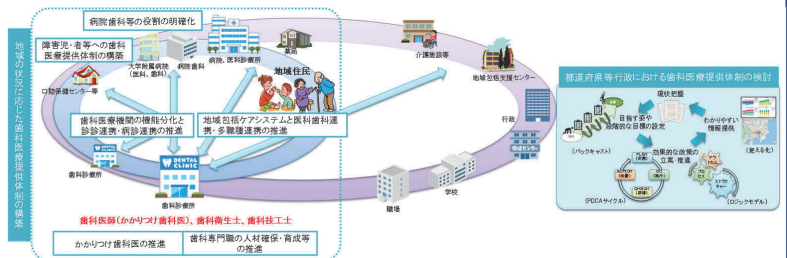 地域の状況に応じた歯科医療提供体制の構築
病院歯科等の役割の明確化
障害児・者等への歯科
医療提供体制の構築
大学附属病院
(医科、歯科)
病院歯科
病院、医科診療所
薬局
地域住民
口腔保健センター等
歯科医療機関の機能分化と
診診連携・病診連携の推進
地域包括ケアシステムと医科歯科連
携・多職種連携の推進
歯科診療所
DENTAL
CLINIC
歯科診療所
歯科医師(かかりつけ歯科医)、歯科衛生士、歯科技工士
かかりつけ歯科医の推進
歯科専門職の人材確保・育成等
の推進
介護施設等
地域包括支援センター
行政
保健センター
学校
職場
都道府県等行政における歯科医療提供体制の検討
現状把握
目指す姿や
段階的な目標の設定
わかりやすい
情報提供
(バックキャスト)
効果的な政策の
立案・推進
(見える化)
(PDCAサイクル)
(ロジックモデル)